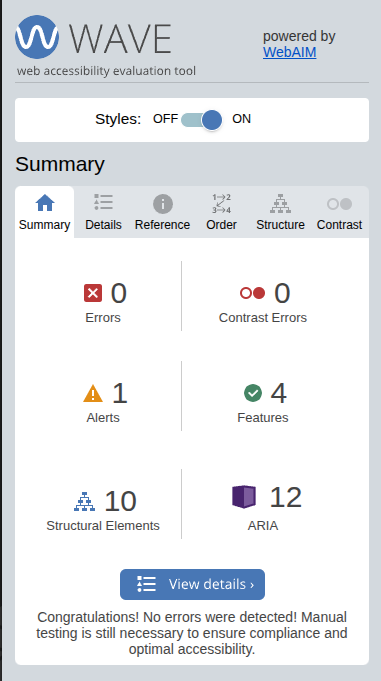 WAVE
web accessibility evaluation tool
powered by
WebAIM
Styles: OFF ON
Summary
Summary Details Reference Order Structure Contrast
0
Errors
0
Contrast Errors
1
Alerts
4
Features
10
Structural Elements
12
ARIA
View details ›
Congratulations! No errors were detected! Manual
testing is still necessary to ensure compliance and
optimal accessibility.